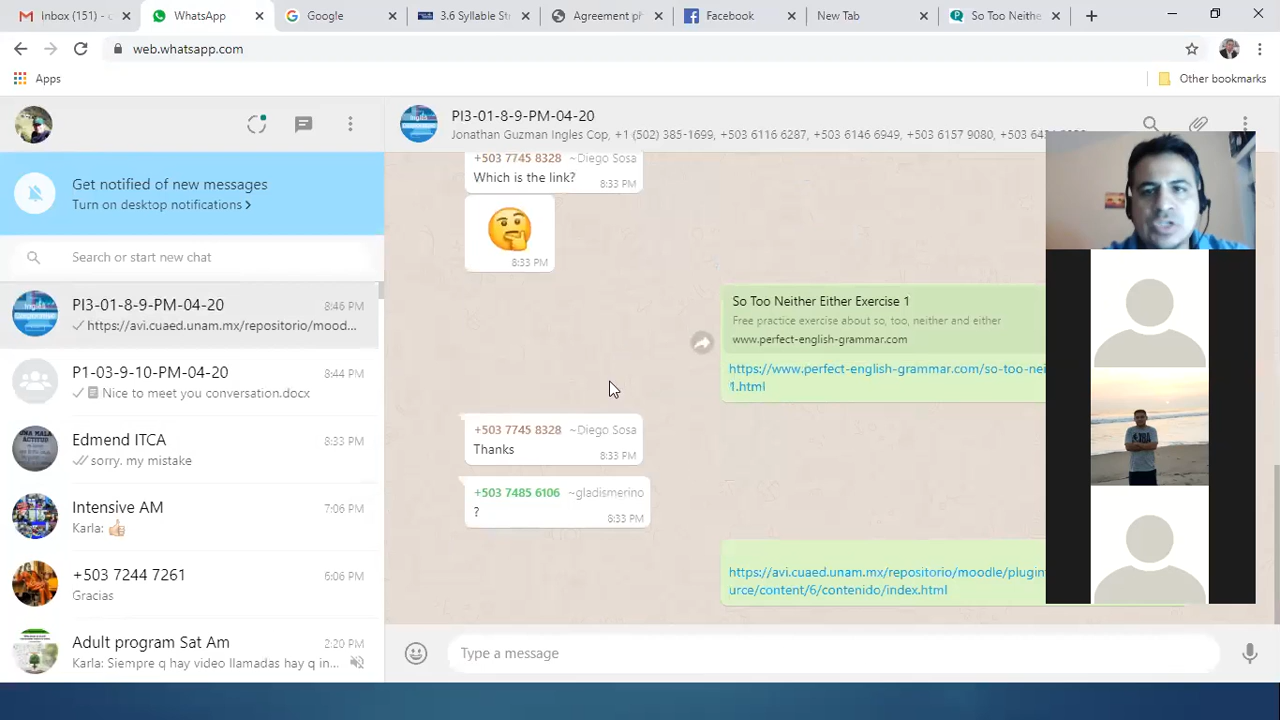 Inbox (151) - c
WhatsApp
Google
3.6 Syllable St
Agreement ph
Facebook
New Tab
So Too Neithe
web.whatsapp.com
Apps
Other bookmarks
PI3-01-8-9-PM-04-20
Jonathan Guzman Ingles Cop, +1 (502) 385-1699, +503 6116 6287, +503 6146 6949, +503 6157 9080, +503
Get notified of new messages
Turn on desktop notifications
Search or start new chat
PI3-01-8-9-PM-04-20
8:46 PM
https://avi.cuaed.unam.mx/repositorio/mood...
P1-03-9-10-PM-04-20
8:44 PM
Nice to meet you conversation.docx
Edmend ITCA
8:33 PM
sorry. my mistake
Intensive AM
7:06 PM
Karla:
+503 7244 7261
6:06 PM
Gracias
Adult program Sat Am
2:20 PM
Karla: Siempre q hay video llamadas hay q in...
+503 7745 8328 ~Diego Sosa
Which is the link?
8:33 PM
8:33 PM
So Too Neither Either Exercise 1
Free practice exercise about so, too, neither and either
www.perfect-english-grammar.com
https://www.perfect-english-grammar.com/so-too-nei
1.html
+503 7745 8328 ~Diego Sosa
Thanks
8:33 PM
+503 7485 6106 ~gladismerino
?
8:33 PM
https://avi.cuaed.unam.mx/repositorio/moodle/plugin
urce/content/6/contenido/index.html
Type a message